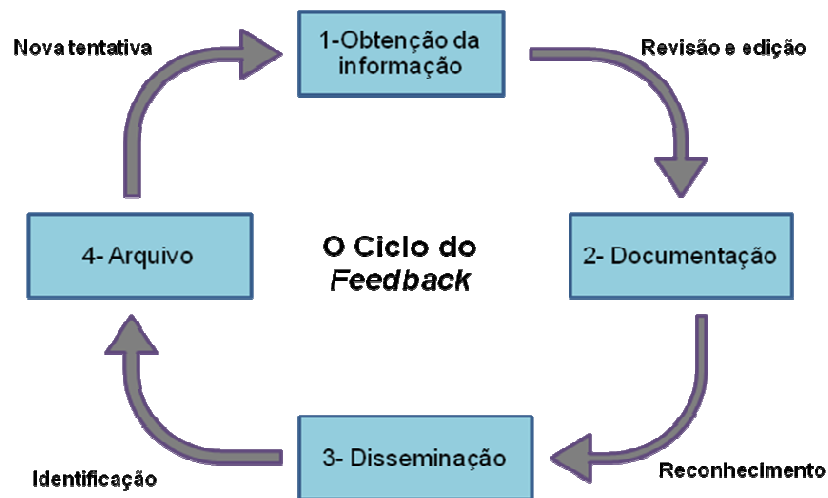 Nova tentativa
1-Obtenção da
informação
Revisão e edição
4- Arquivo
O Ciclo do
Feedback
2- Documentação
3- Disseminação
Identificação
Reconhecimento